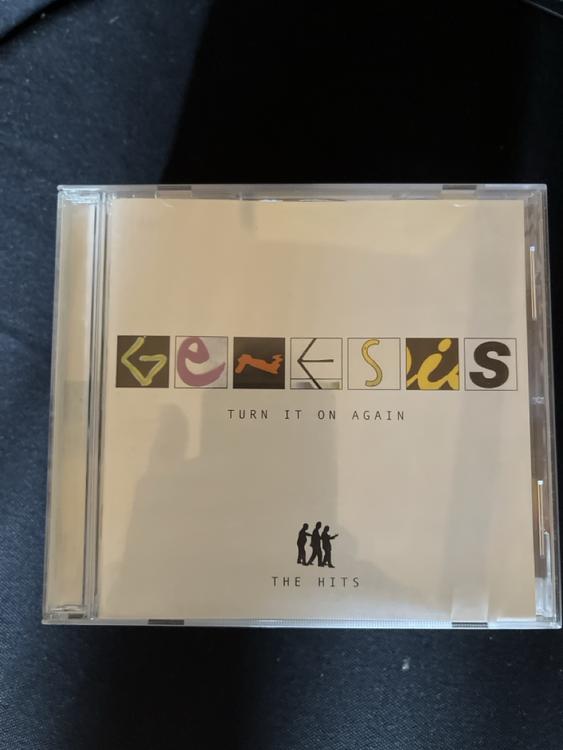 GeNEsiS
TURN IT ON AGAIN
THE HITS